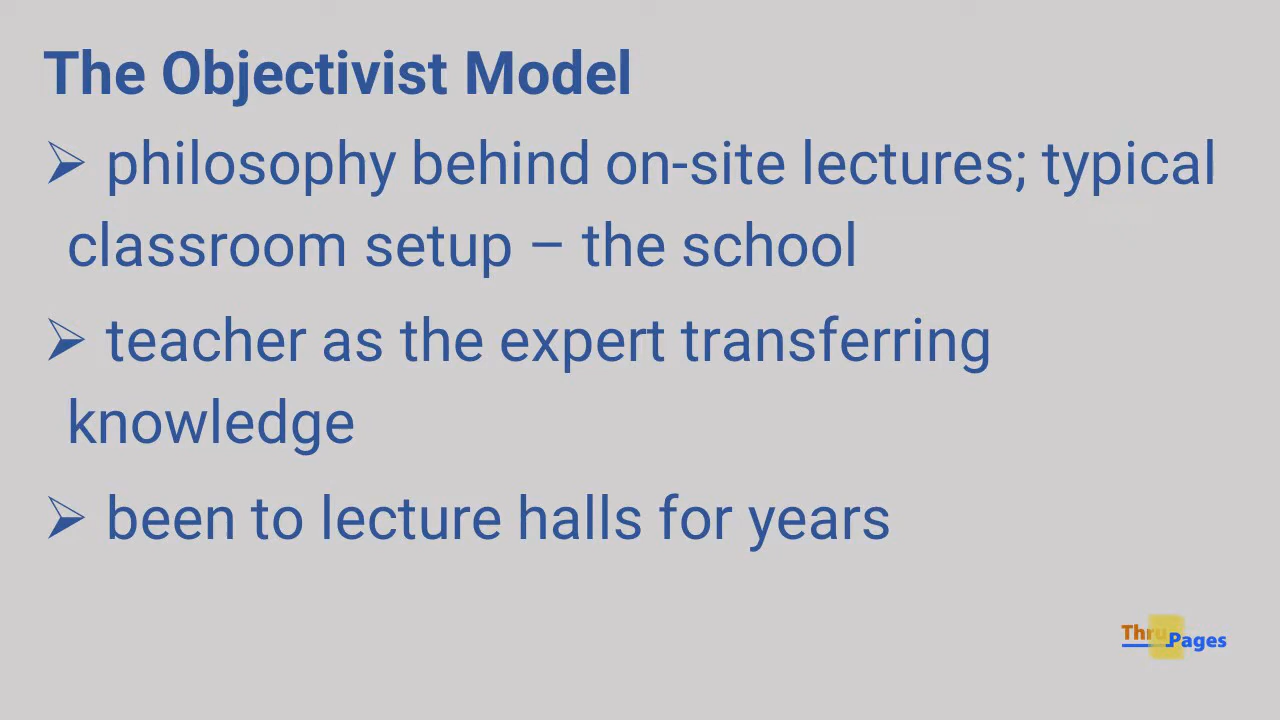 The Objectivist Model
➢ philosophy behind on-site lectures; typical
classroom setup – the school
➢ teacher as the expert transferring
knowledge
➢ been to lecture halls for years
ThruPages